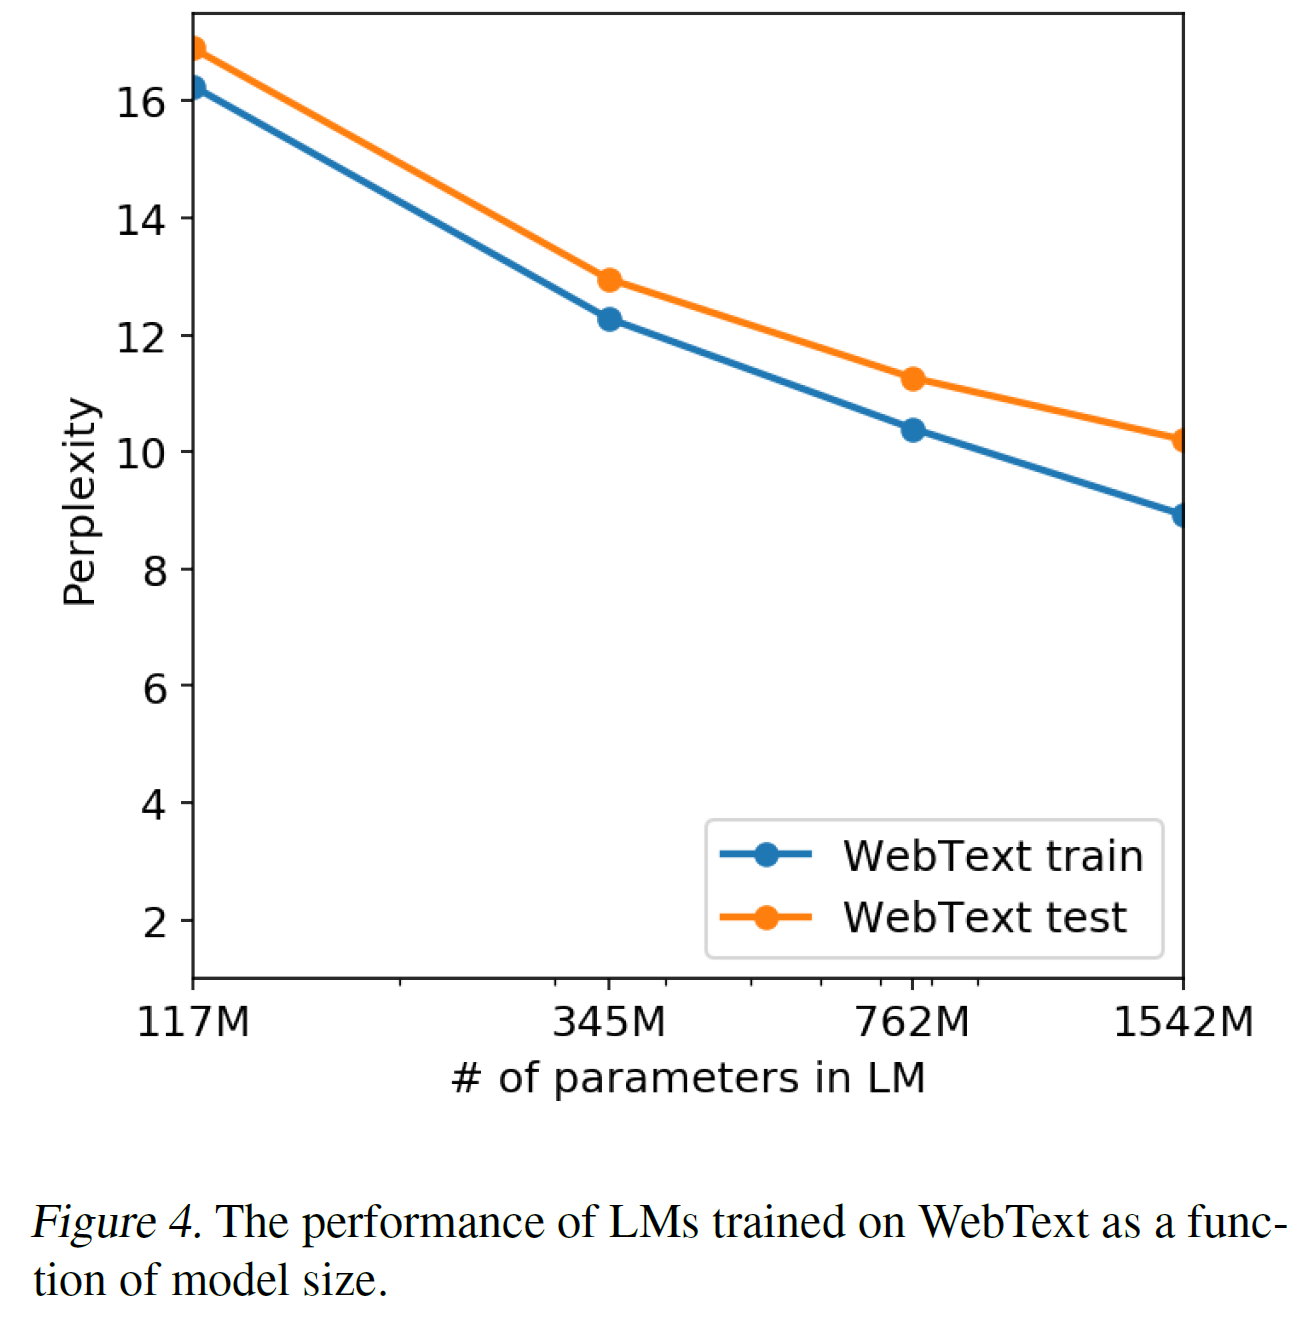 16
14
12
10
8
6
4
2
Perplexity
WebText train
WebText test
117M 345M 762M 1542M
# of parameters in LM
Figure 4. The performance of LMs trained on WebText as a func-
tion of model size.